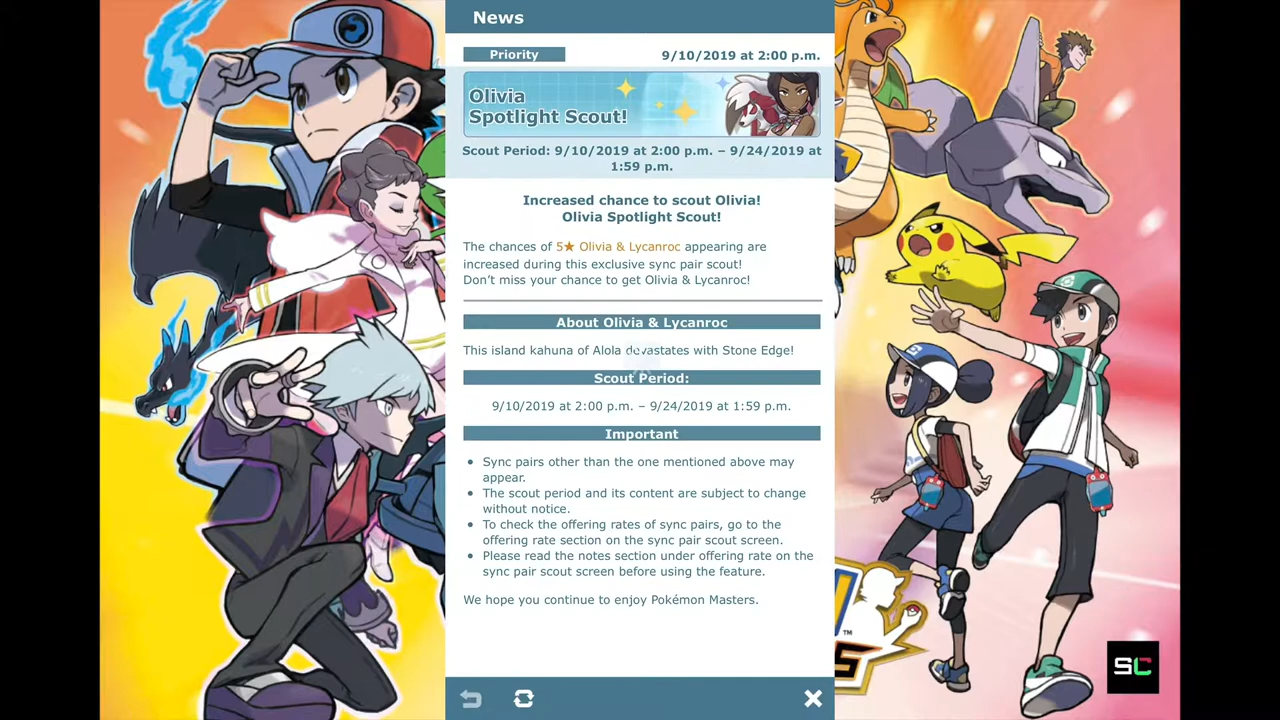 News
Priority
9/10/2019 at 2:00 p.m.
Olivia
Spotlight Scout!
Scout Period: 9/10/2019 at 2:00 p.m. – 9/24/2019 at
1:59 p.m.
Increased chance to scout Olivia!
Olivia Spotlight Scout!
The chances of 5★ Olivia & Lycanroc appearing are
increased during this exclusive sync pair scout!
Don't miss your chance to get Olivia & Lycanroc!
About Olivia & Lycanroc
This island kahuna of Alola devastates with Stone Edge!
Scout Period:
9/10/2019 at 2:00 p.m. – 9/24/2019 at 1:59 p.m.
Important
• Sync pairs other than the one mentioned above may
appear.
• The scout period and its content are subject to change
without notice.
• To check the offering rates of sync pairs, go to the
offering rate section on the sync pair scout screen.
• Please read the notes section under offering rate on the
sync pair scout screen before using the feature.
We hope you continue to enjoy Pokémon Masters.
TM
SC